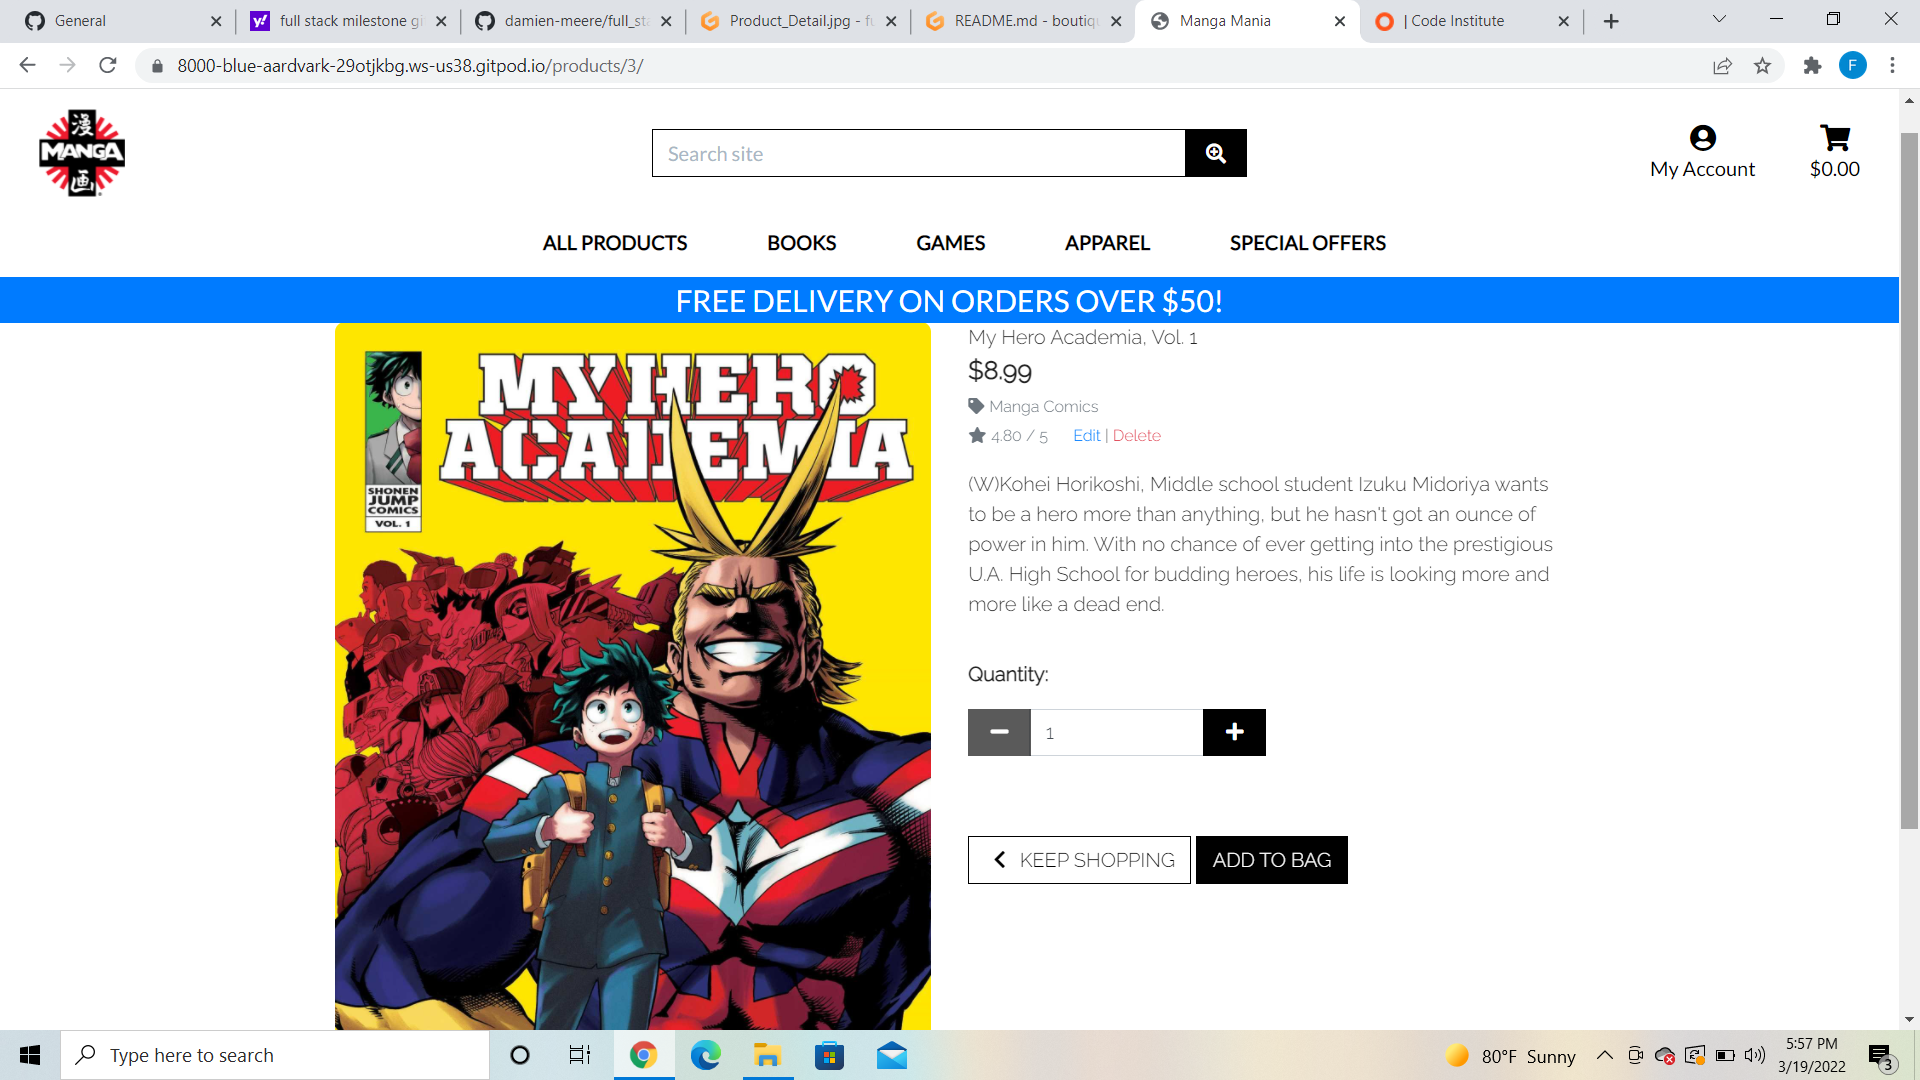 General
full stack milestone gi
damien-meere/full_sta
Product_Detail.jpg - fu
README.md - boutiqu
Manga Mania
| Code Institute
8000-blue-aardvark-29otjkbg.ws-us38.gitpod.io/products/3/
F
漫
MANGA
画
Search site
My Account
$0.00
ALL PRODUCTS
BOOKS
GAMES
APPAREL
SPECIAL OFFERS
FREE DELIVERY ON ORDERS OVER $50!
MY HERO
ACADEMIA
SHONEN
JUMP
COMICS
VOL. 1
My Hero Academia, Vol. 1
$8.99
Manga Comics
4.80 / 5 Edit | Delete
(W)Kohei Horikoshi, Middle school student Izuku Midoriya wants
to be a hero more than anything, but he hasn't got an ounce of
power in him. With no chance of ever getting into the prestigious
U.A. High School for budding heroes, his life is looking more and
more like a dead end.
Quantity:
1
KEEP SHOPPING
ADD TO BAG
Type here to search
80°F Sunny
5:57 PM
3/19/2022
3